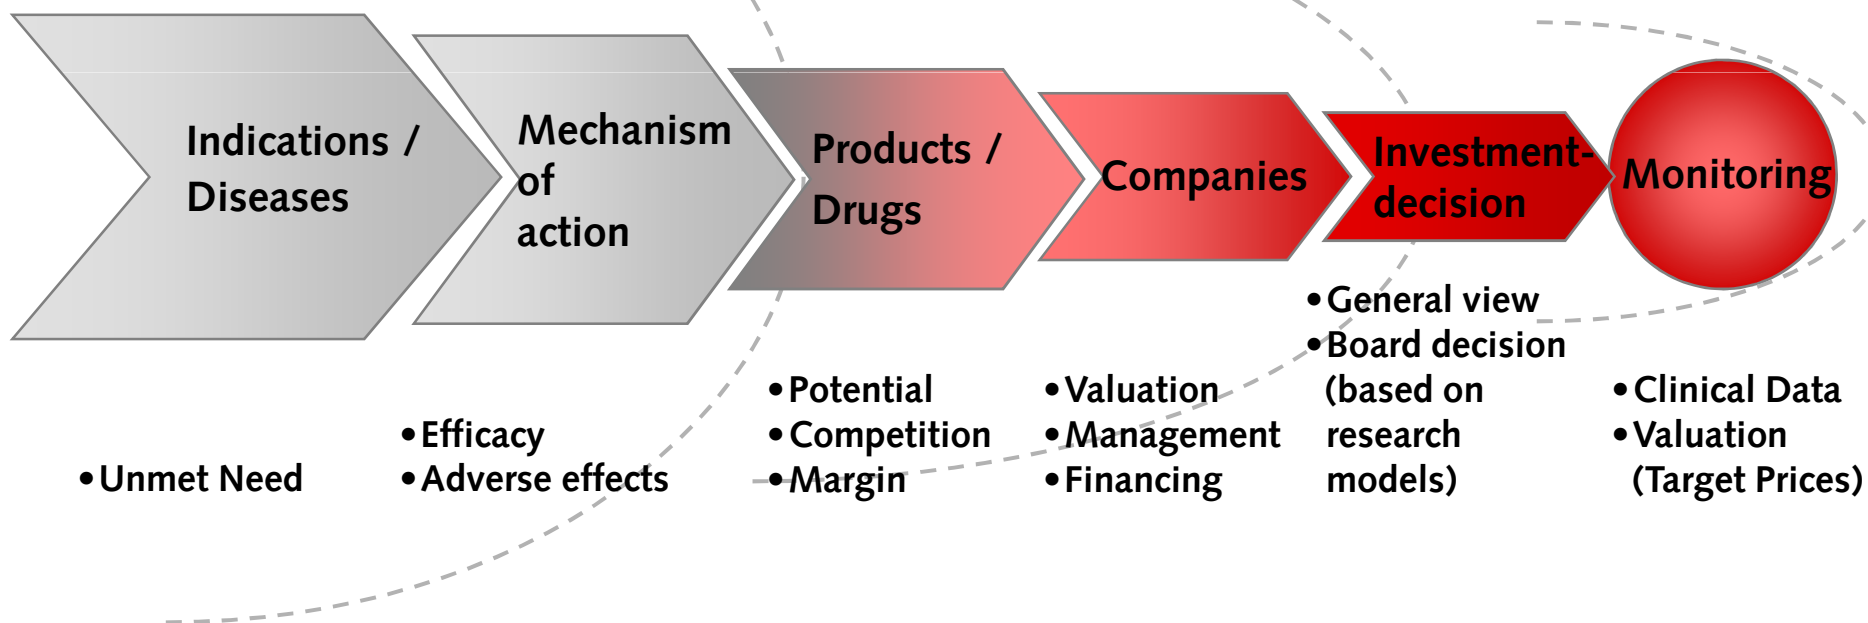 Indications /
Diseases
Mechanism
of
action
Products /
Drugs
Companies
Investment-
decision
Monitoring
•Unmet Need
•Efficacy
•Adverse effects
•Potential
•Competition
•Margin
•Valuation
•Management
•Financing
•General view
•Board decision
(based on
research
models)
•Clinical Data
•Valuation
(Target Prices)